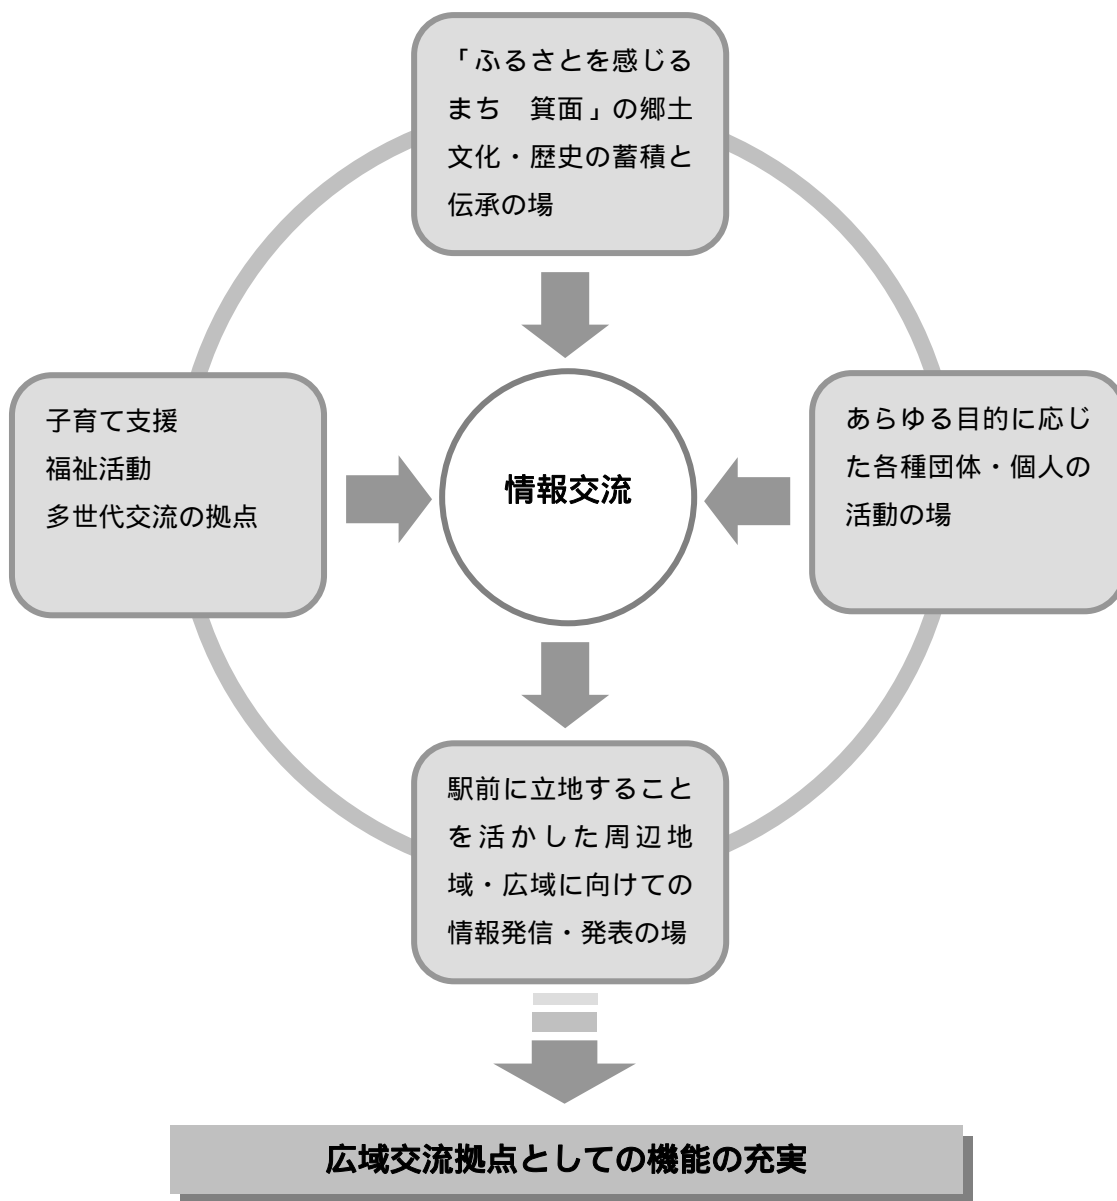 「ふるさとを感じる
まち　箕面」の郷土
文化・歴史の蓄積と
伝承の場
子育て支援
福祉活動
多世代交流の拠点
情報交流
あらゆる目的に応じ
た各種団体・個人の
活動の場
駅前に立地すること
を活かした周辺地
域・広域に向けての
情報発信・発表の場
広域交流拠点としての機能の充実